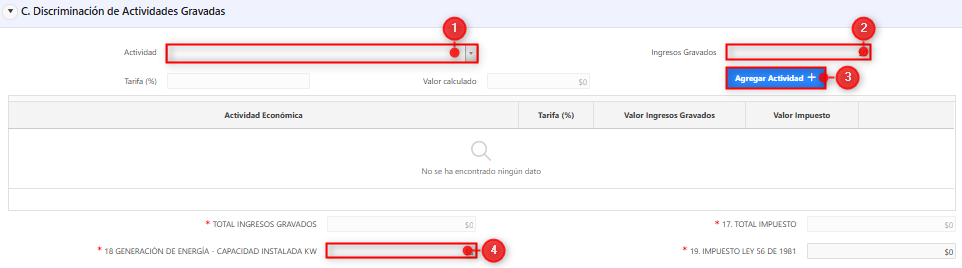 C. Discriminación de Actividades Gravadas
1
2
Actividad
Ingresos Gravados
Tarifa (%)
Valor calculado
$0
Agregar Actividad +
3
Actividad Económica
Tarifa (%)
Valor Ingresos Gravados
Valor Impuesto
No se ha encontrado ningún dato
* TOTAL INGRESOS GRAVADOS
$0
* 17. TOTAL IMPUESTO
$0
* 18 GENERACIÓN DE ENERGÍA - CAPACIDAD INSTALADA KW
4
* 19. IMPUESTO LEY 56 DE 1981
$0